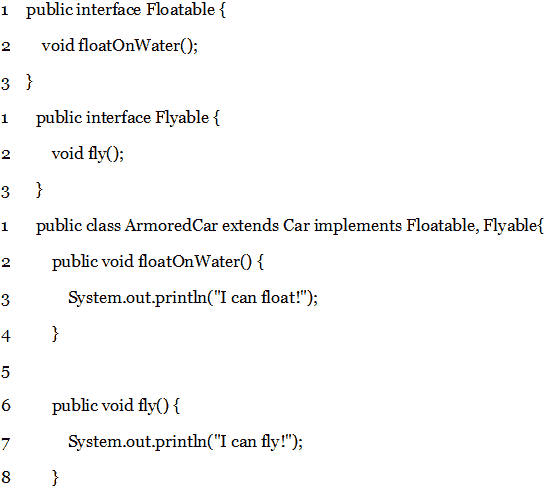 1 public interface Floatable {
2 void floatOnWater();
3 }
1 public interface Flyable {
2 void fly();
3 }
1 public class ArmoredCar extends Car implements Floatable, Flyable{
2 public void floatOnWater() {
3 System.out.println("I can float!");
4 }
5
6 public void fly() {
7 System.out.println("I can fly!");
8 }